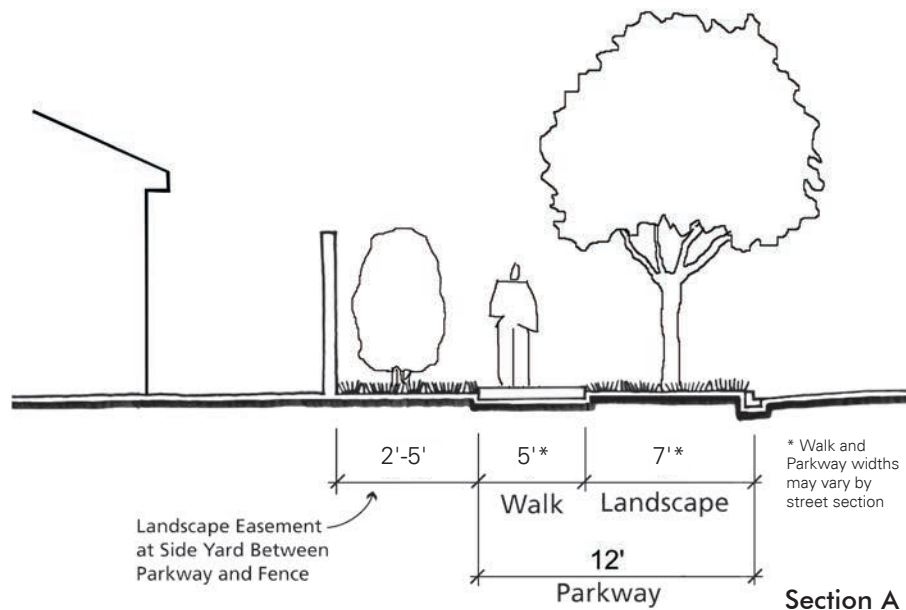 2'-5'
5'*
7'*
* Walk and
Parkway widths
may vary by
street section
Walk
Landscape
Landscape Easement
at Side Yard Between
Parkway and Fence
12'
Parkway
Section A